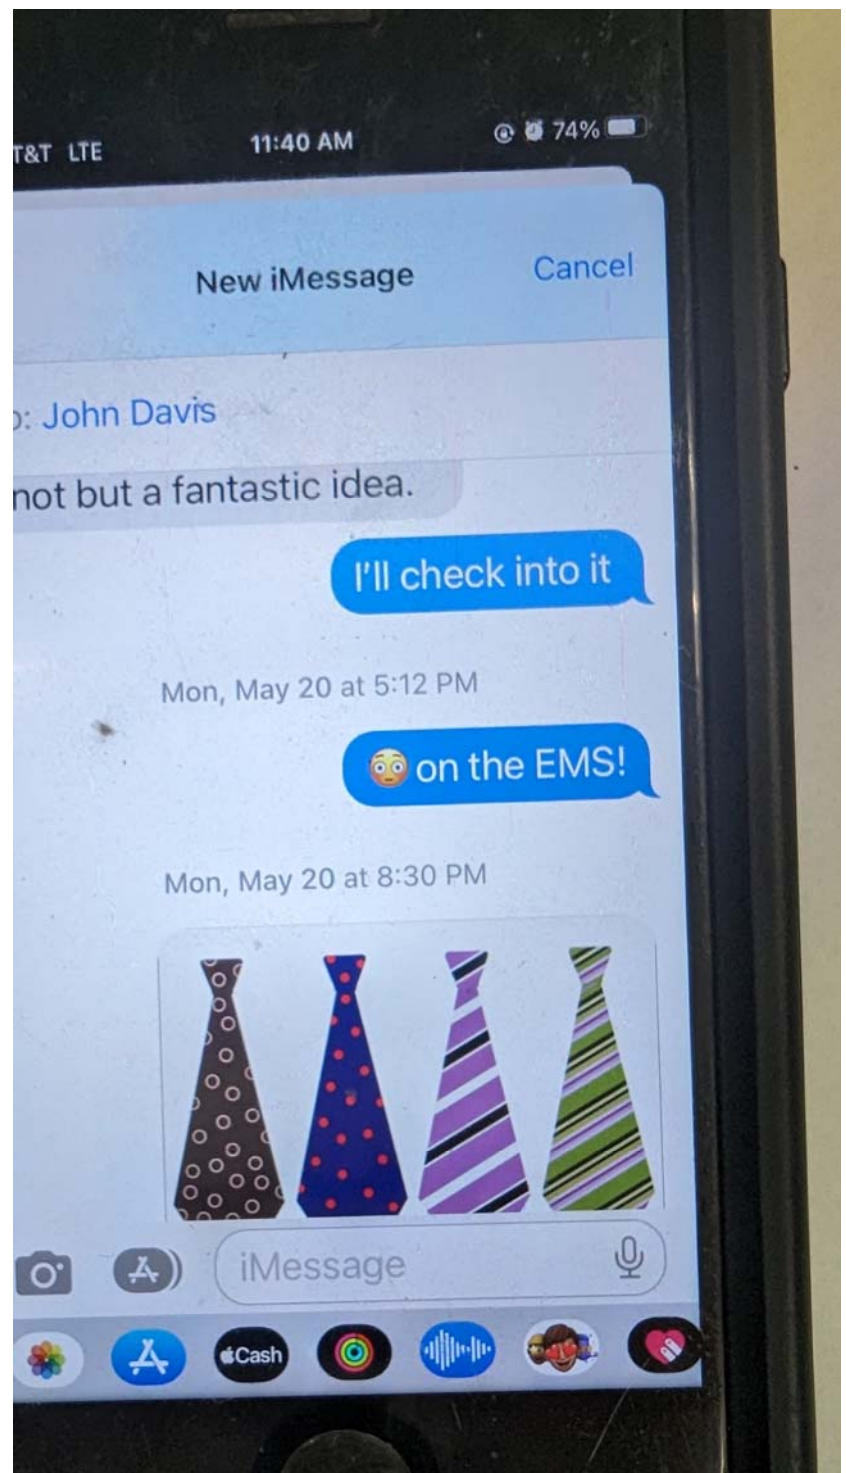 T&T LTE 11:40 AM 74%
New iMessage Cancel
: John Davis
not but a fantastic idea.
I'll check into it
Mon, May 20 at 5:12 PM
😳 on the EMS!
Mon, May 20 at 8:30 PM
iMessage
Cash